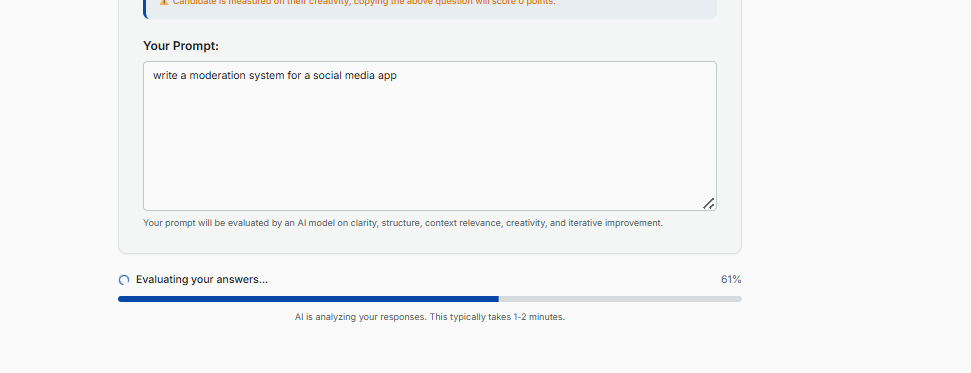 ⚠ Candidate is measured on their creativity, copying the above question will score 0 points.
Your Prompt:
write a moderation system for a social media app
Your prompt will be evaluated by an AI model on clarity, structure, context relevance, creativity, and iterative improvement.
Evaluating your answers... 61%
AI is analyzing your responses. This typically takes 1-2 minutes.